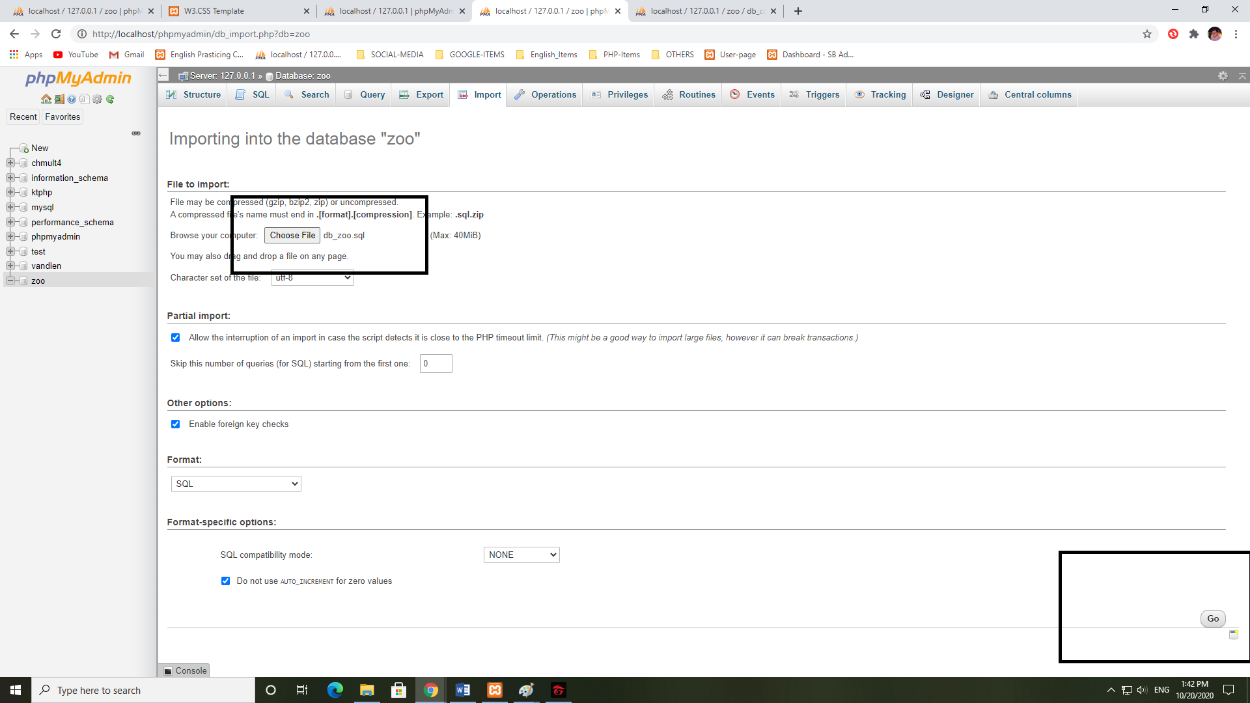 localhost / 127.0.0.1 / zoo | phpM
W3.CSS Template
localhost / 127.0.0.1 | phpMyAdm
localhost / 127.0.0.1 / zoo | phpM
localhost / 127.0.0.1 / zoo / db_z
http://localhost/phpmyadmin/db_import.php?db=zoo
Apps YouTube Gmail English Prasticing C... localhost / 127.0.0.... SOCIAL-MEDIA GOOGLE-ITEMS English_Items PHP-Items OTHERS User-page Dashboard - SB Ad...
phpMyAdmin
Recent Favorites
New
chmult4
information_schema
ktphp
mysql
performance_schema
phpmyadmin
test
vandien
zoo
Server: 127.0.0.1 » Database: zoo
Structure SQL Search Query Export Import Operations Privileges Routines Events Triggers Tracking Designer Central columns
Importing into the database "zoo"
File to import:
File may be compressed (gzip, bzip2, zip) or uncompressed.
A compressed file's name must end in .[format].[compression]. Example: .sql.zip
Browse your computer: Choose File db_zoo.sql (Max: 40MiB)
You may also drag and drop a file on any page.
Character set of the file: utf-8
Partial import:
Allow the interruption of an import in case the script detects it is close to the PHP timeout limit. (This might be a good way to import large files, however it can break transactions.)
Skip this number of queries (for SQL) starting from the first one: 0
Other options:
Enable foreign key checks
Format:
SQL
Format-specific options:
SQL compatibility mode: NONE
Do not use AUTO_INCREMENT for zero values
Go
Console
Type here to search
ENG
1:42 PM
10/20/2020